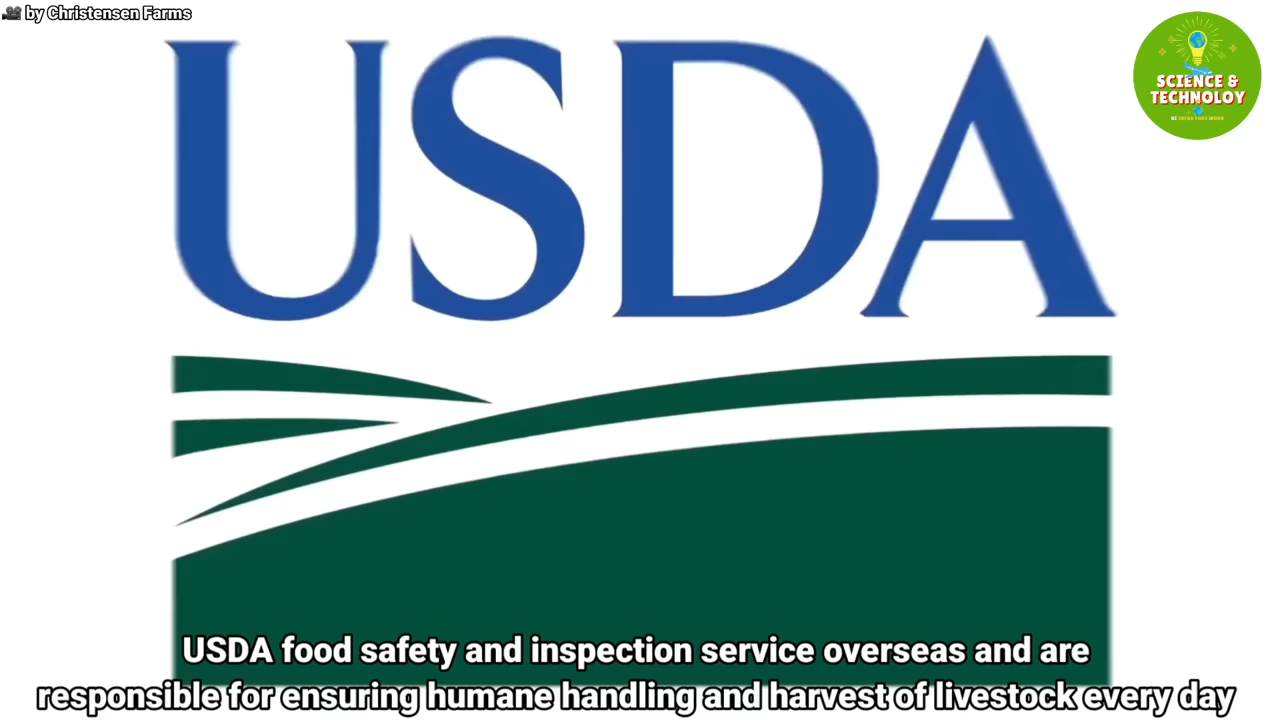 by Christensen Farms
SCIENCE &
TECHNOLOY
USDA
USDA food safety and inspection service overseas and are
responsible for ensuring humane handling and harvest of livestock every day